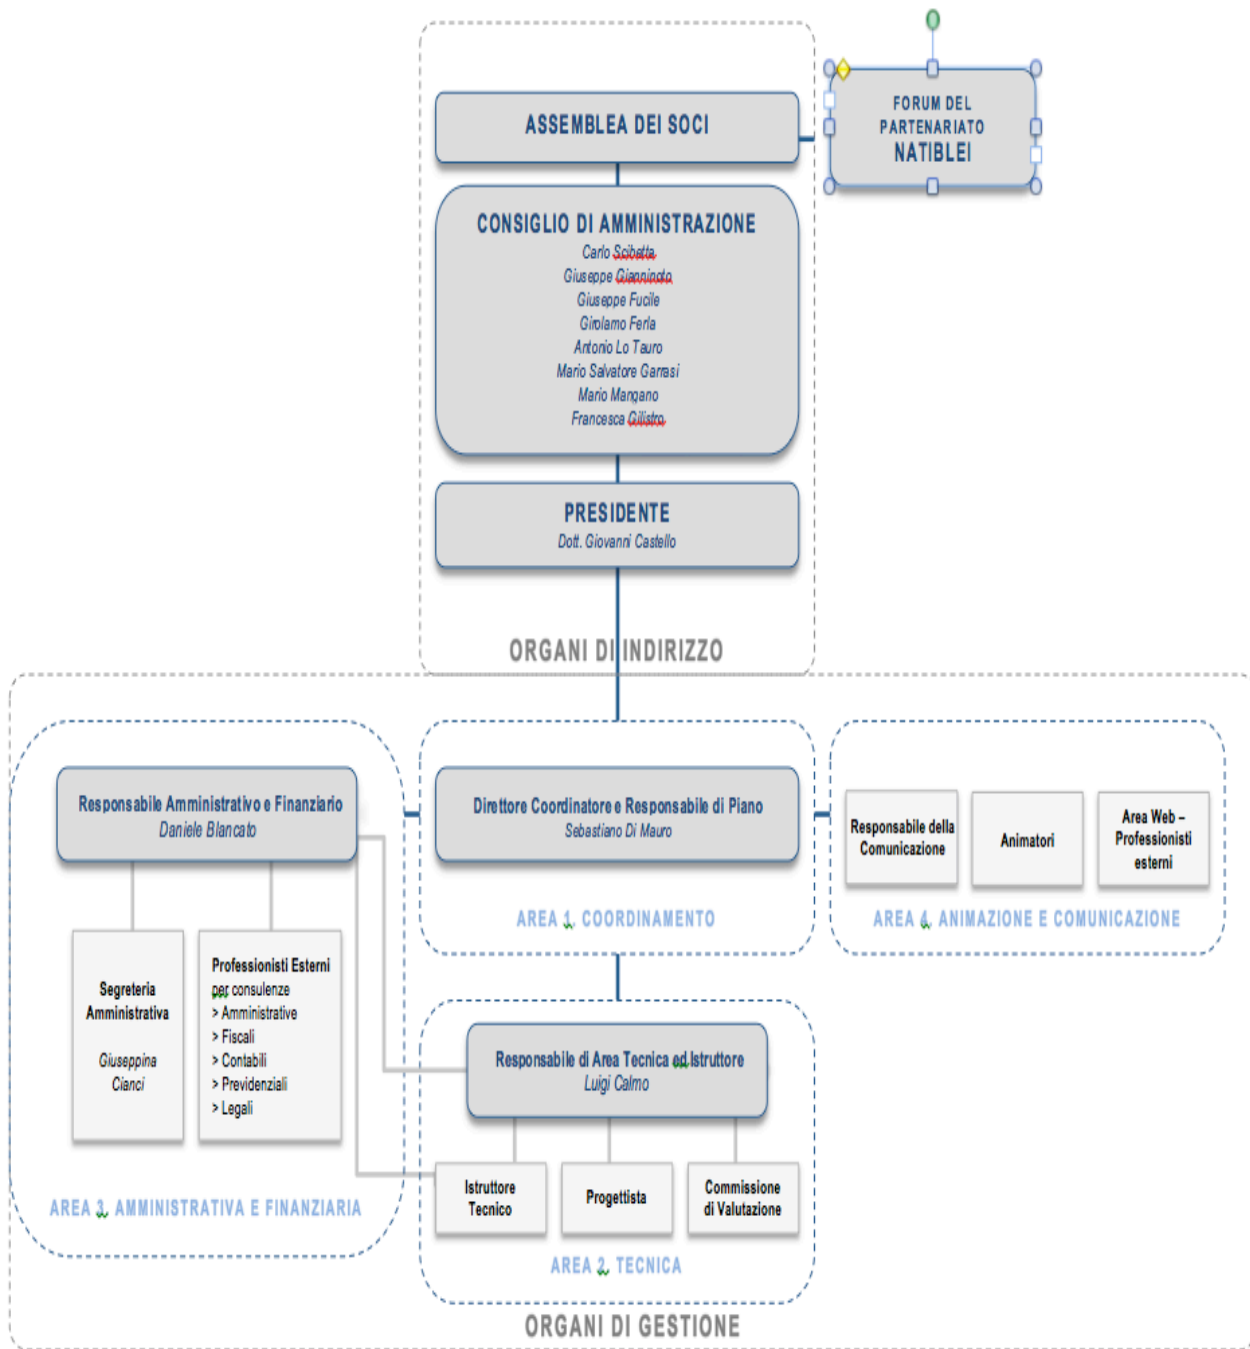 ASSEMBLEA DEI SOCI
FORUM DEL
PARTENARIATO
NATIBLEI
CONSIGLIO DI AMMINISTRAZIONE
Carlo Scibetta
Giuseppe Gianninoto
Giuseppe Fucile
Girolamo Ferla
Antonio Lo Tauro
Mario Salvatore Garrasi
Mario Mangano
Francesca Gilistro
PRESIDENTE
Dott. Giovanni Castello
ORGANI DI INDIRIZZO
Responsabile Amministrativo e Finanziario
Daniele Blancato
Segreteria
Amministrativa
Giuseppina
Cianci
Professionisti Esterni
per consulenze
> Amministrative
> Fiscali
> Contabili
> Previdenziali
> Legali
AREA 3. AMMINISTRATIVA E FINANZIARIA
Direttore Coordinatore e Responsabile di Piano
Sebastiano Di Mauro
AREA 1. COORDINAMENTO
Responsabile della
Comunicazione
Animatori
Area Web –
Professionisti
esterni
AREA 4. ANIMAZIONE E COMUNICAZIONE
Responsabile di Area Tecnica ed Istruttore
Luigi Calmo
Istruttore
Tecnico
Progettista
Commissione
di Valutazione
AREA 2. TECNICA
ORGANI DI GESTIONE